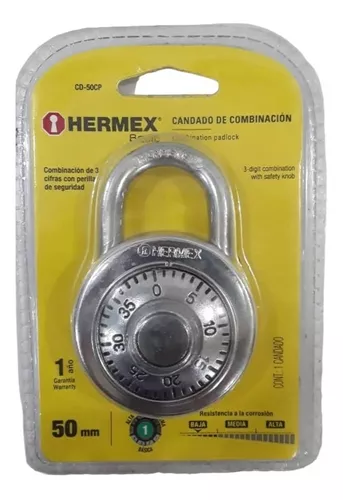 CD-50CP
HERMEX
CANDADO DE COMBINACIÓN
padlock
Combinación de 3
cifras con perilla
de seguridad
3-digit combination
with safety knob
HERMEX
0
5
10
15
20
25
30
35
1 año
Garantía
Warranty
CONT. 1 CANDADO
50 mm
1
Resistencia a la corrosión
BAJA MEDIA ALTA